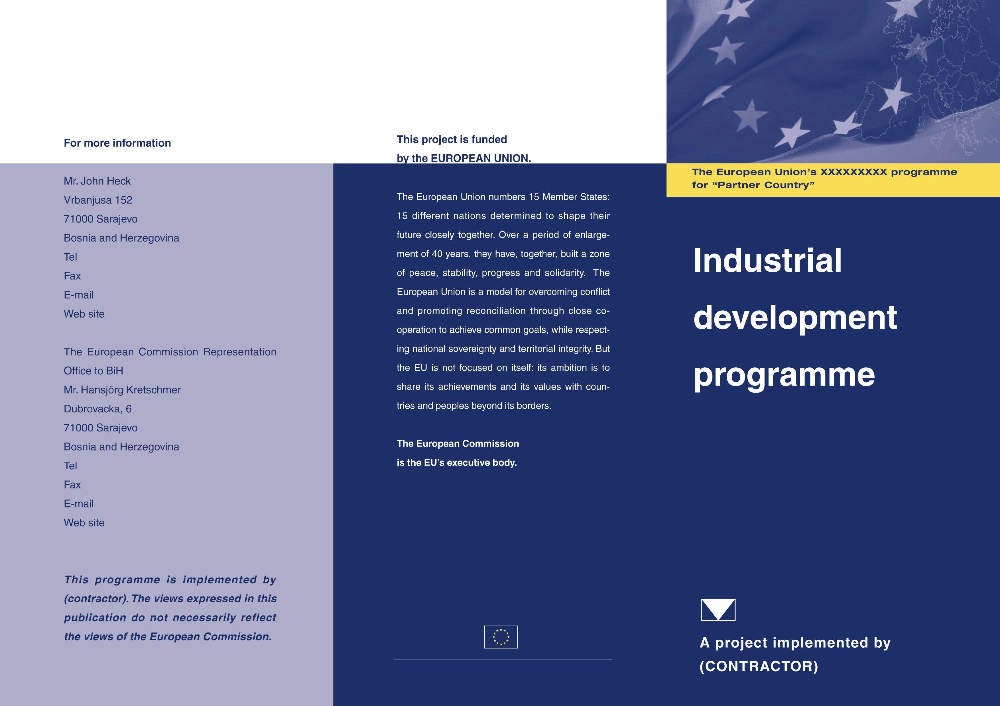 For more information
Mr. John Heck
Vrbanjusa 152
71000 Sarajevo
Bosnia and Herzegovina
Tel
Fax
E-mail
Web site
The European Commission Representation
Office to BiH
Mr. Hansjörg Kretschmer
Dubrovacka, 6
71000 Sarajevo
Bosnia and Herzegovina
Tel
Fax
E-mail
Web site
This programme is implemented by
(contractor). The views expressed in this
publication do not necessarily reflect
the views of the European Commission.
This project is funded
by the EUROPEAN UNION.
The European Union numbers 15 Member States:
15 different nations determined to shape their
future closely together. Over a period of enlarge-
ment of 40 years, they have, together, built a zone
of peace, stability, progress and solidarity. The
European Union is a model for overcoming conflict
and promoting reconciliation through close co-
operation to achieve common goals, while respect-
ing national sovereignty and territorial integrity. But
the EU is not focused on itself: its ambition is to
share its achievements and its values with coun-
tries and peoples beyond its borders.
The European Commission
is the EU’s executive body.
The European Union’s XXXXXXXXX programme
for “Partner Country”
Industrial
development
programme
A project implemented by
(CONTRACTOR)